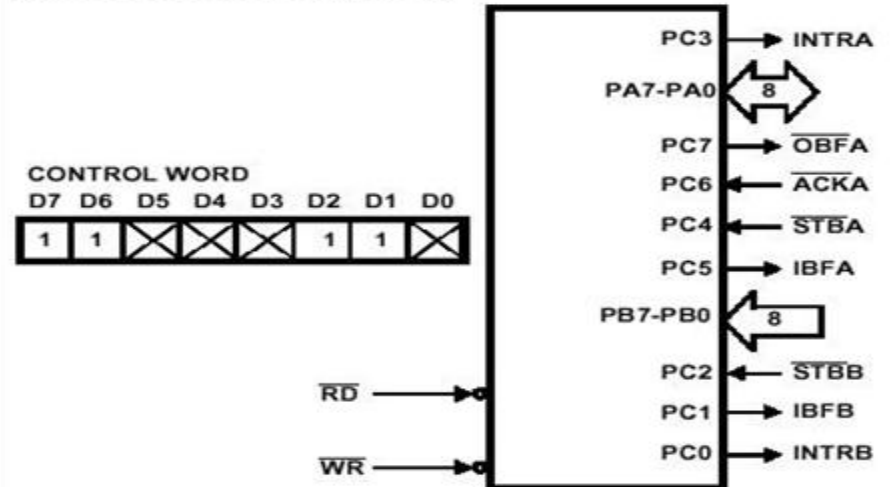 PC3 INTRA
PA7-PA0 8
PC7 OBFA
CONTROL WORD
PC6 ACKA
D7 D6 D5 D4 D3 D2 D1 D0
PC4 STBA
1 1 1 1
PC5 IBFA
PB7-PB0 8
PC2 STBB
RD
PC1 IBFB
PC0 INTRB
WR